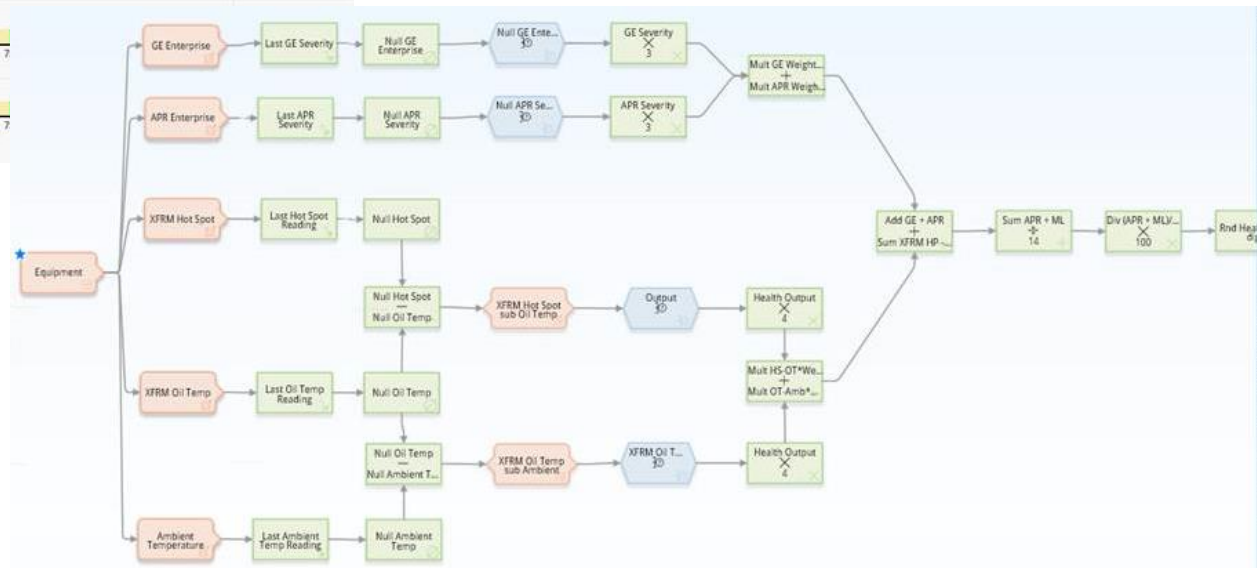 7
7
GE Enterprise
Last GE Severity
Null GE
Enterprise
Null GE Ente...
GE Severity
×
3
Mult GE Weight...
+
Mult APR Weigh...
APR Enterprise
Last APR
Severity
Null APR
Severity
Null APR Se...
APR Severity
×
3
XFRM Hot Spot
Last Hot Spot
Reading
Null Hot Spot
Add GE + APR
+
Sum XFRM HP -...
Sum APR + ML
÷
14
Div (APR + ML)/...
×
100
Rnd Hea
Equipment
Null Hot Spot
—
Null Oil Temp
XFRM Hot Spot
sub Oil Temp
Output
Health Output
×
4
XFRM Oil Temp
Last Oil Temp
Reading
Null Oil Temp
Mult HS-OT*We...
+
Mult OT-Amb*...
Null Oil Temp
—
Null Ambient T...
XFRM Oil Temp
sub Ambient
XFRM Oil T...
Health Output
×
4
Ambient
Temperature
Last Ambient
Temp Reading
Null Ambient
Temp